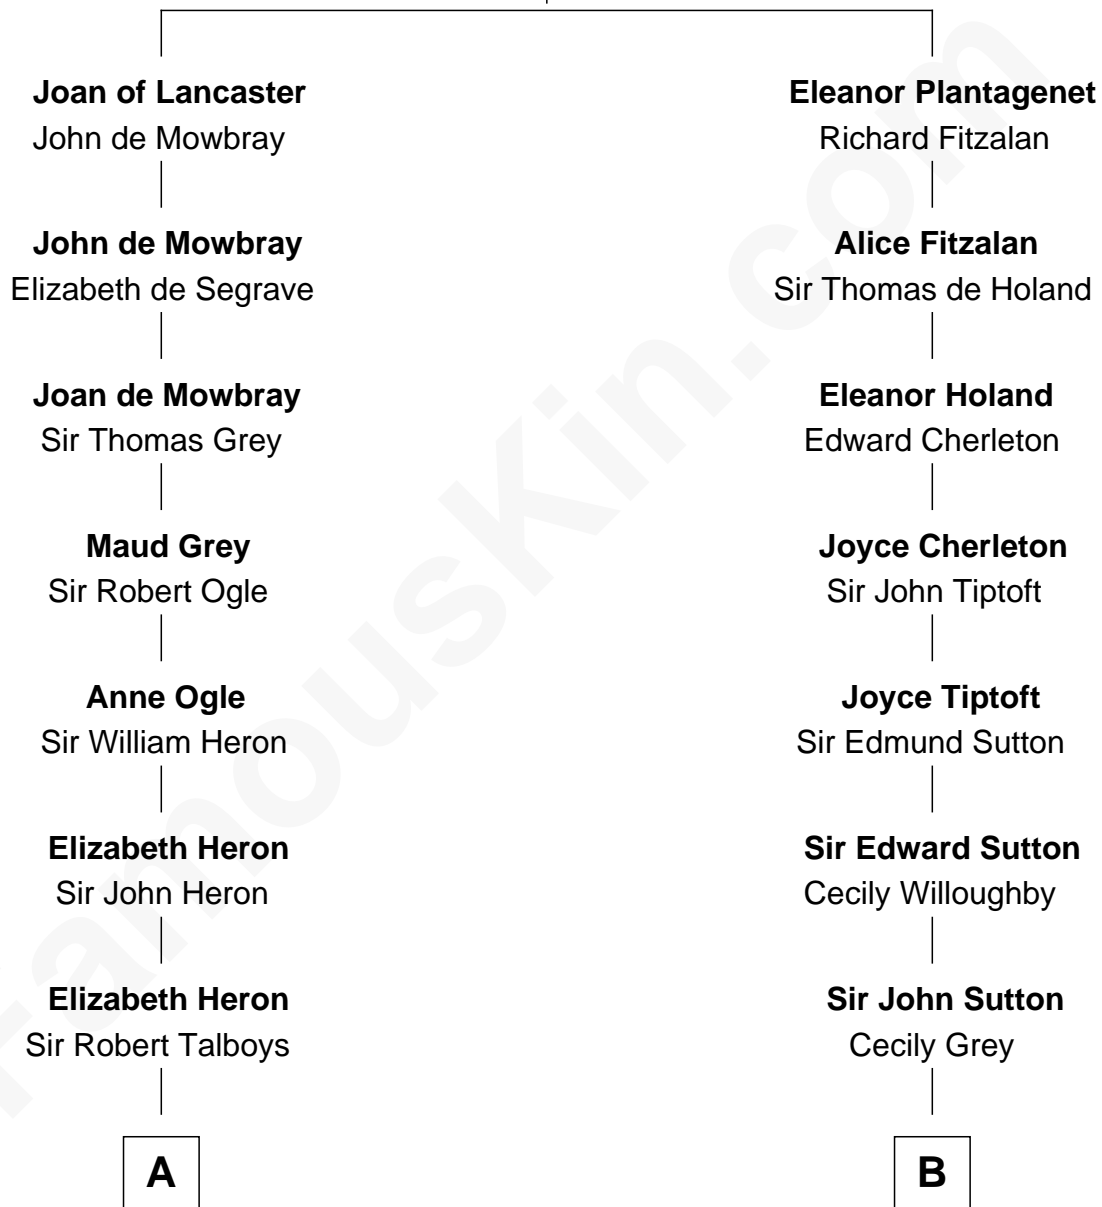 Joan of Lancaster
John de Mowbray
John de Mowbray
Elizabeth de Segrave
Joan de Mowbray
Sir Thomas Grey
Maud Grey
Sir Robert Ogle
Anne Ogle
Sir William Heron
Elizabeth Heron
Sir John Heron
Elizabeth Heron
Sir Robert Talboys
A
Eleanor Plantagenet
Richard Fitzalan
Alice Fitzalan
Sir Thomas de Holand
Eleanor Holand
Edward Cherleton
Joyce Cherleton
Sir John Tiptoft
Joyce Tiptoft
Sir Edmund Sutton
Sir Edward Sutton
Cecily Willoughby
Sir John Sutton
Cecily Grey
B
FamousKin.com